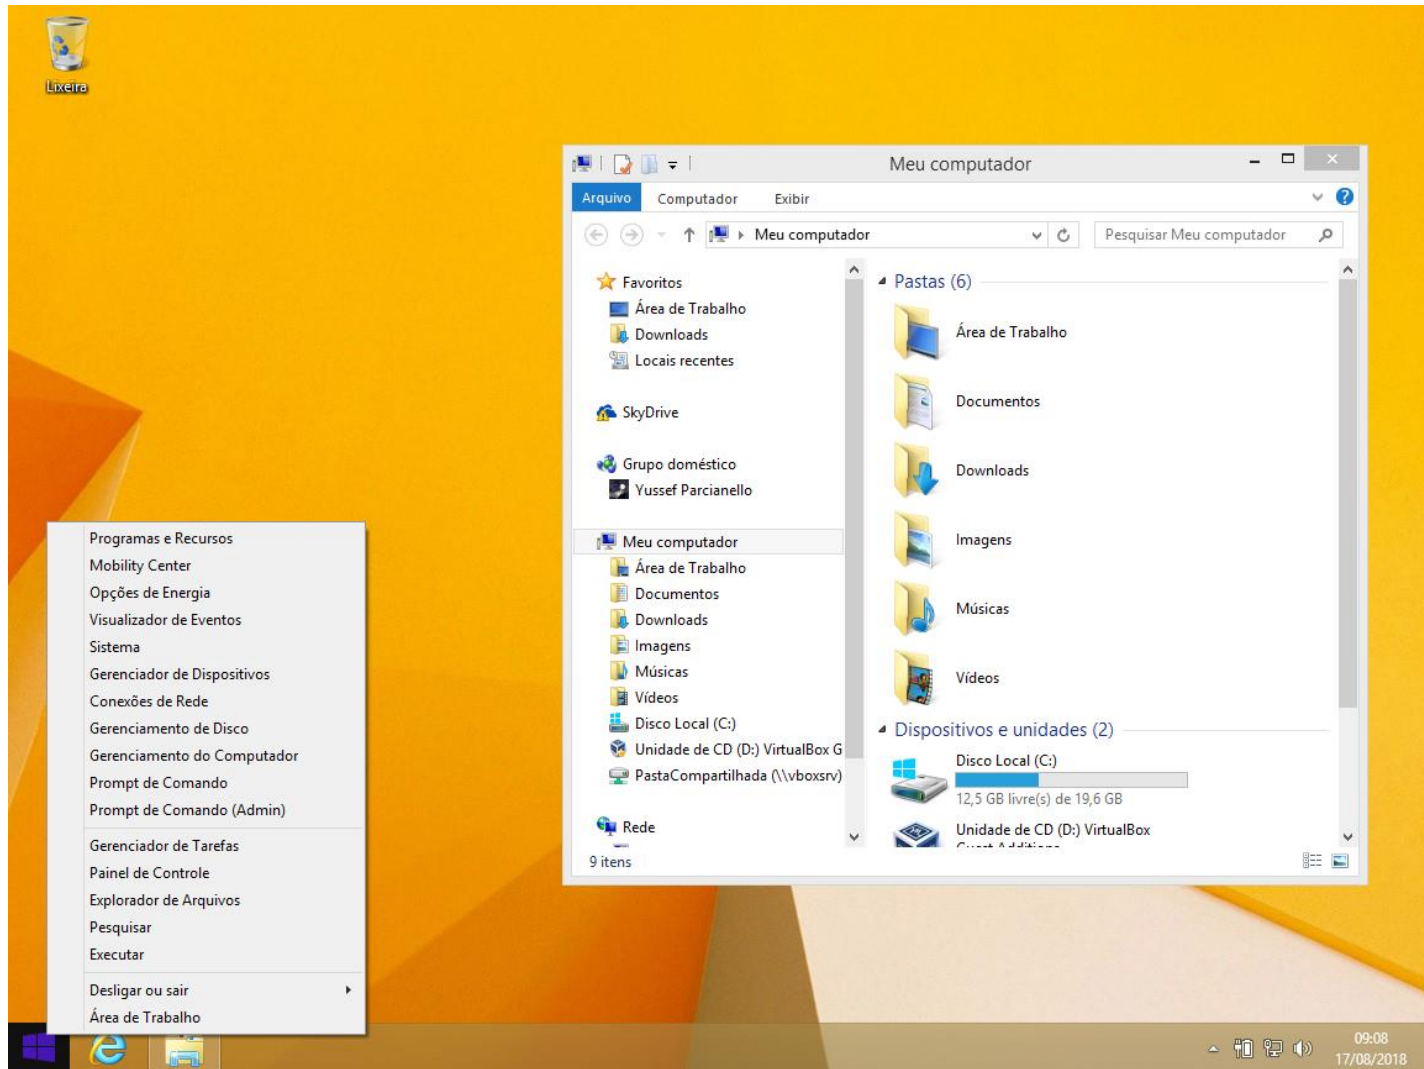 Lixeira
Meu computador
Arquivo Computador Exibir
Meu computador
Pesquisar Meu computador
Favoritos
Área de Trabalho
Downloads
Locais recentes
SkyDrive
Grupo doméstico
Yussef Parcianello
Meu computador
Área de Trabalho
Documentos
Downloads
Imagens
Músicas
Vídeos
Disco Local (C:)
Unidade de CD (D:) VirtualBox G
PastaCompartilhada (\\vboxsrv)
Rede
Pastas (6)
Área de Trabalho
Documentos
Downloads
Imagens
Músicas
Vídeos
Dispositivos e unidades (2)
Disco Local (C:)
12,5 GB livre(s) de 19,6 GB
Unidade de CD (D:) VirtualBox
Guest Additions
9 itens
Programas e Recursos
Mobility Center
Opções de Energia
Visualizador de Eventos
Sistema
Gerenciador de Dispositivos
Conexões de Rede
Gerenciamento de Disco
Gerenciamento do Computador
Prompt de Comando
Prompt de Comando (Admin)
Gerenciador de Tarefas
Painel de Controle
Explorador de Arquivos
Pesquisar
Executar
Desligar ou sair
Área de Trabalho
09:08
17/08/2018